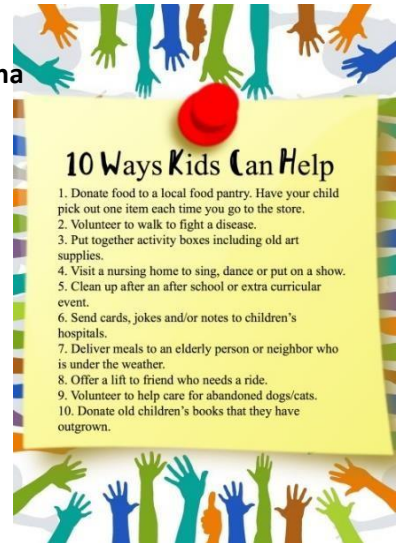 na
10 Ways Kids Can Help
1. Donate food to a local food pantry. Have your child
pick out one item each time you go to the store.
2. Volunteer to walk to fight a disease.
3. Put together activity boxes including old art
supplies.
4. Visit a nursing home to sing, dance or put on a show.
5. Clean up after an after school or extra curricular
event.
6. Send cards, jokes and/or notes to children's
hospitals.
7. Deliver meals to an elderly person or neighbor who
is under the weather.
8. Offer a lift to friend who needs a ride.
9. Volunteer to help care for abandoned dogs/cats.
10. Donate old children's books that they have
outgrown.